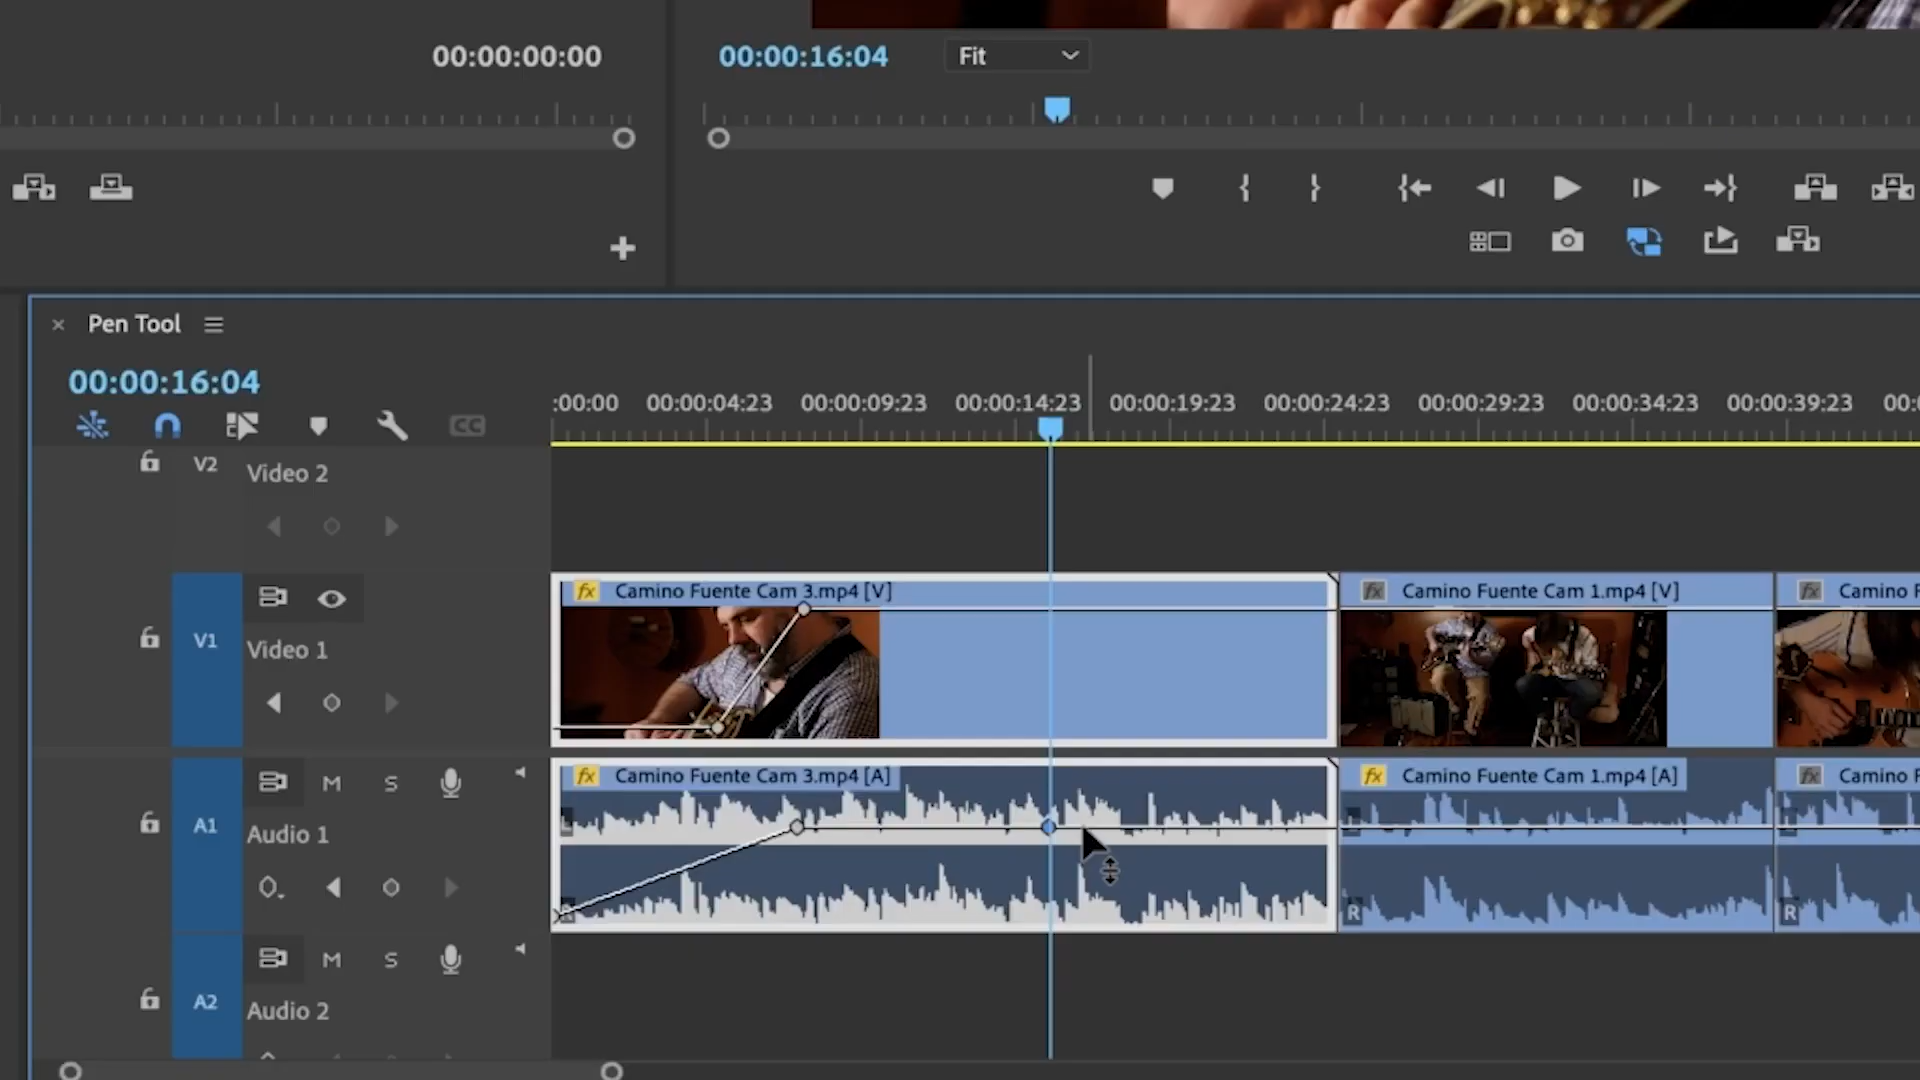 00:00:00:00
00:00:16:04
Fit
Pen Tool
00:00:16:04
:00:00 00:00:04:23 00:00:09:23 00:00:14:23 00:00:19:23 00:00:24:23 00:00:29:23 00:00:34:23 00:00:39:23 00:0
CC
V2 Video 2
fx Camino Fuente Cam 3.mp4 [V]
fx Camino Fuente Cam 1.mp4 [V]
fx Camino F
V1 Video 1
M S
fx Camino Fuente Cam 3.mp4 [A]
fx Camino Fuente Cam 1.mp4 [A]
fx Camino F
A1 Audio 1
L
R
R
R
M S
A2 Audio 2